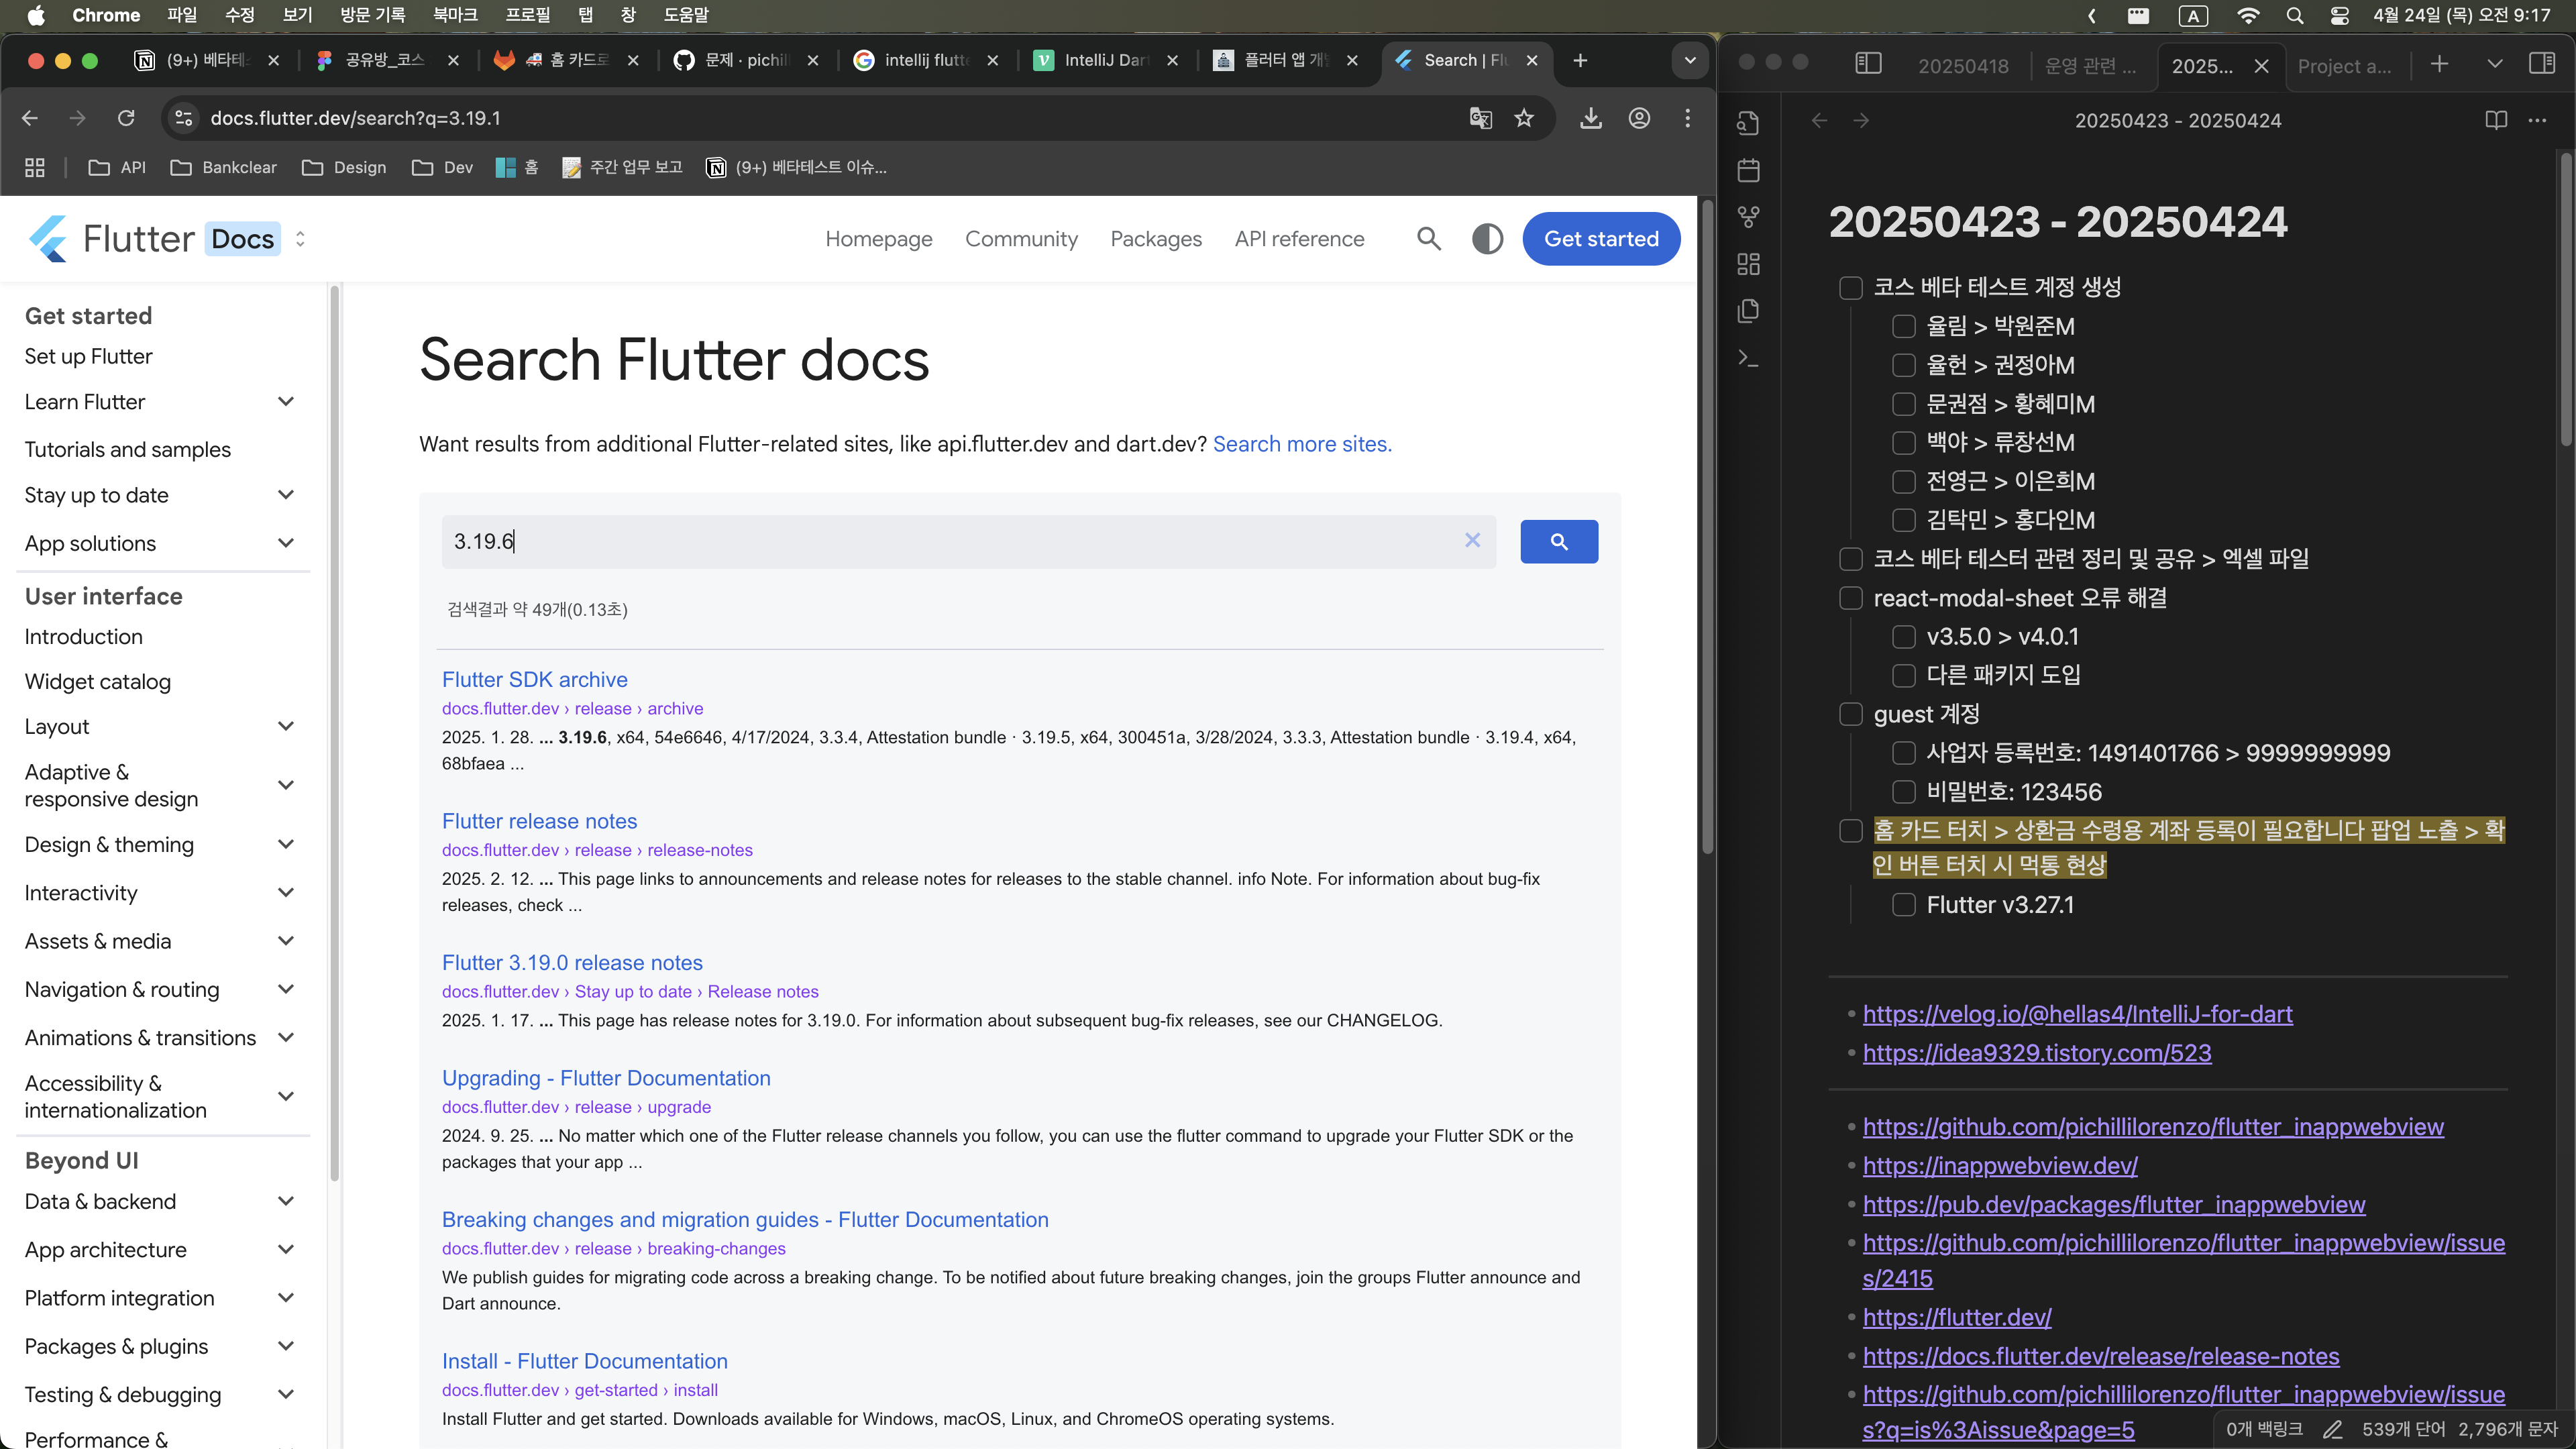 Chrome 파일 수정 보기 방문 기록 북마크 프로필 탭 창 도움말
A 4월 24일 (목) 오전 9:17
(9+) 베타테 공유방_코스 홈 카드로 문제 · pichil intellij flutte IntelliJ Dar 플러터 앱 개발 Search | Fl
docs.flutter.dev/search?q=3.19.1
API Bankclear Design Dev 홈 주간 업무 보고 (9+) 베타테스트 이슈...
Flutter Docs
Homepage Community Packages API reference Get started
Get started
Set up Flutter
Learn Flutter
Tutorials and samples
Stay up to date
App solutions
User interface
Introduction
Widget catalog
Layout
Adaptive &
responsive design
Design & theming
Interactivity
Assets & media
Navigation & routing
Animations & transitions
Accessibility &
internationalization
Beyond UI
Data & backend
App architecture
Platform integration
Packages & plugins
Testing & debugging
Performance &
Search Flutter docs
Want results from additional Flutter-related sites, like api.flutter.dev and dart.dev? Search more sites.
3.19.6
검색결과 약 49개(0.13초)
Flutter SDK archive
docs.flutter.dev › release › archive
2025. 1. 28. ... 3.19.6, x64, 54e6646, 4/17/2024, 3.3.4, Attestation bundle · 3.19.5, x64, 300451a, 3/28/2024, 3.3.3, Attestation bundle · 3.19.4, x64,
68bfaea ...
Flutter release notes
docs.flutter.dev › release › release-notes
2025. 2. 12. ... This page links to announcements and release notes for releases to the stable channel. info Note. For information about bug-fix
releases, check ...
Flutter 3.19.0 release notes
docs.flutter.dev › Stay up to date › Release notes
2025. 1. 17. ... This page has release notes for 3.19.0. For information about subsequent bug-fix releases, see our CHANGELOG.
Upgrading - Flutter Documentation
docs.flutter.dev › release › upgrade
2024. 9. 25. ... No matter which one of the Flutter release channels you follow, you can use the flutter command to upgrade your Flutter SDK or the
packages that your app ...
Breaking changes and migration guides - Flutter Documentation
docs.flutter.dev › release › breaking-changes
We publish guides for migrating code across a breaking change. To be notified about future breaking changes, join the groups Flutter announce and
Dart announce.
Install - Flutter Documentation
docs.flutter.dev › get-started › install
Install Flutter and get started. Downloads available for Windows, macOS, Linux, and ChromeOS operating systems.
20250418 운영 관련 ... 2025... Project a...
20250423 - 20250424
20250423 - 20250424
코스 베타 테스트 계정 생성
율림 > 박원준M
율헌 > 권정아M
문권점 > 황혜미M
백야 > 류창선M
전영근 > 이은희M
김탁민 > 홍다인M
코스 베타 테스터 관련 정리 및 공유 > 엑셀 파일
react-modal-sheet 오류 해결
v3.5.0 > v4.0.1
다른 패키지 도입
guest 계정
사업자 등록번호: 1491401766 > 9999999999
비밀번호: 123456
홈 카드 터치 > 상환금 수령용 계좌 등록이 필요합니다 팝업 노출 > 확
인 버튼 터치 시 먹통 현상
Flutter v3.27.1
https://velog.io/@hellas4/IntelliJ-for-dart
https://idea9329.tistory.com/523
https://github.com/pichillilorenzo/flutter_inappwebview
https://inappwebview.dev/
https://pub.dev/packages/flutter_inappwebview
https://github.com/pichillilorenzo/flutter_inappwebview/issue
s/2415
https://flutter.dev/
https://docs.flutter.dev/release/release-notes
https://github.com/pichillilorenzo/flutter_inappwebview/issue
s?q=is%3Aissue&page=5
0개 백링크 539개 단어 2,796개 문자